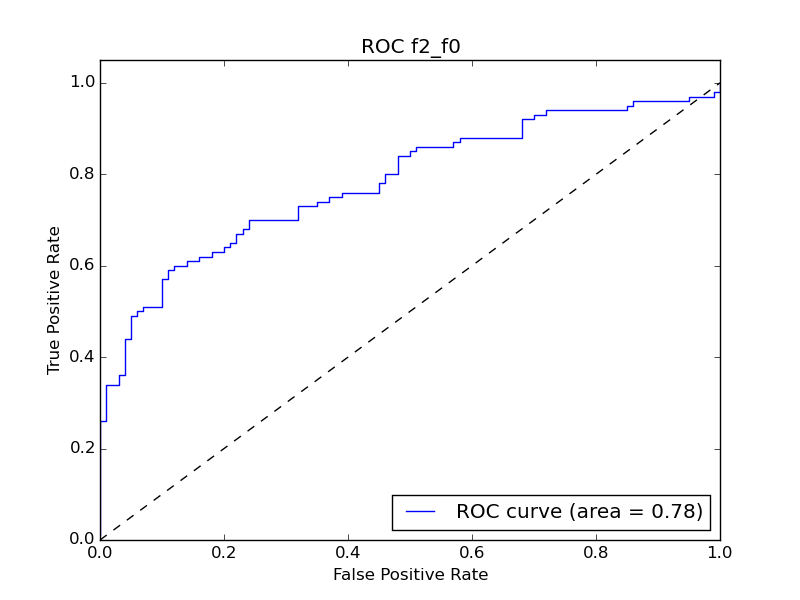 ROC f2_f0
1.0
0.8
0.6
0.4
0.2
0.0
True Positive Rate
ROC curve (area = 0.78)
0.0 0.2 0.4 0.6 0.8 1.0
False Positive Rate